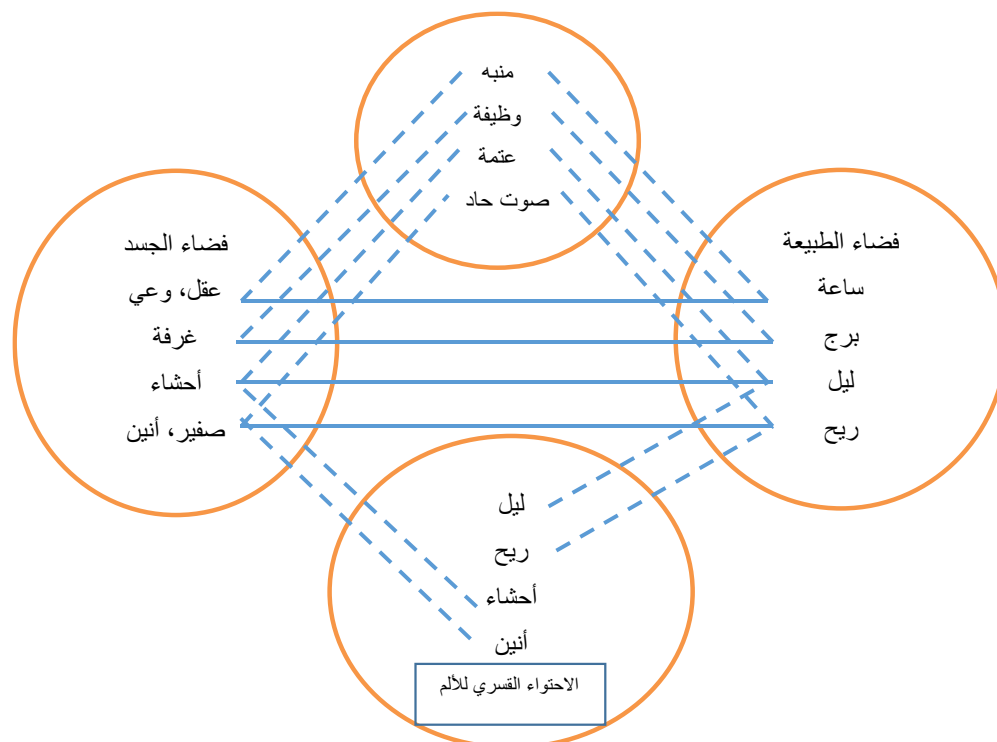 منبه
وظيفة
عتمة
صوت حاد
فضاء الطبيعة
ساعة
برج
ليل
ريح
فضاء الجسد
عقل، وعي
غرفة
أحشاء
صفير، أنين
ليل
ريح
أحشاء
أنين
الاحتواء القسري للألم